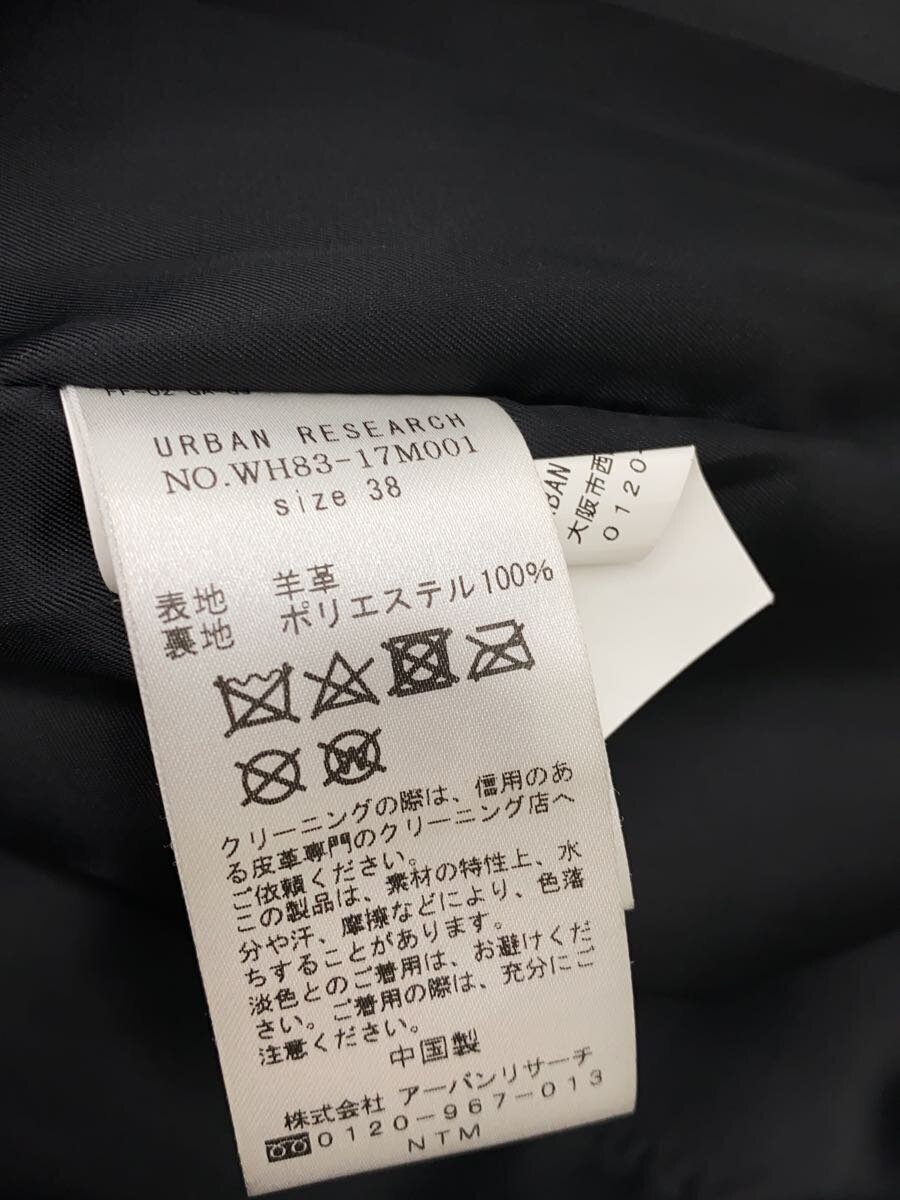 URBAN RESEARCH
NO.WH83-17M001
size 38
表地 羊革
裏地 ポリエステル100%
クリーニングの際は、信用のあ
る皮革専門のクリーニング店へ
ご依頼ください。
この製品は、素材の特性上、水
分や汗、摩擦などにより、色落
ちすることがあります。
淡色とのご着用は、お避けくだ
さい。ご着用の際は、充分にご
注意ください。
中国製
株式会社 アーバンリサーチ
0120-967-013
NTM
BAN
大阪市西
0120-